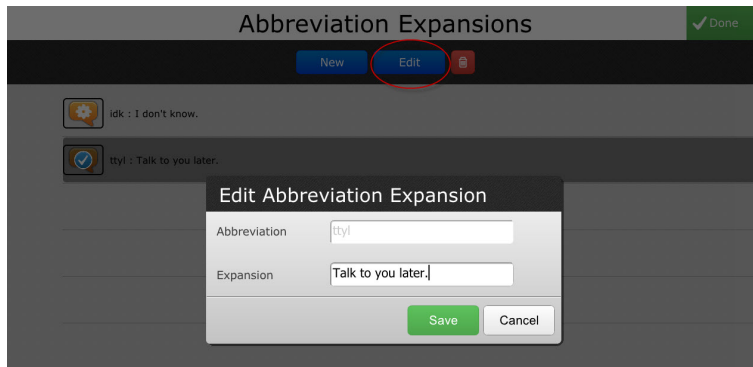 Abbreviation Expansions
Done
New Edit
idk : I don't know.
ttyl : Talk to you later.
Edit Abbreviation Expansion
Abbreviation ttyl
Expansion Talk to you later.
Save Cancel